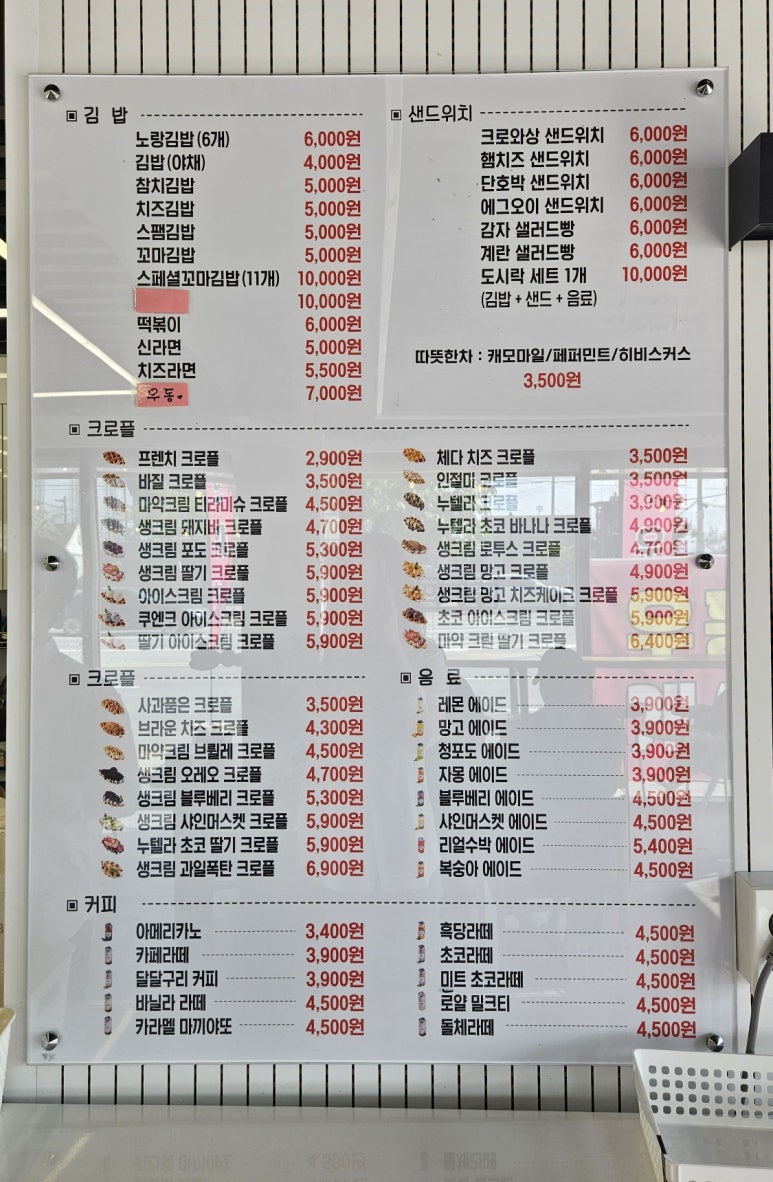 ▣ 김 밥
노랑김밥 (6개) 6,000원
김밥 (야채) 4,000원
참치김밥 5,000원
치즈김밥 5,000원
스팸김밥 5,000원
꼬마김밥 5,000원
스페셜꼬마김밥 (11개) 10,000원
10,000원
떡볶이 6,000원
신라면 5,000원
치즈라면 5,500원
우동♥ 7,000원
▣ 샌드위치
크로와상 샌드위치 6,000원
햄치즈 샌드위치 6,000원
단호박 샌드위치 6,000원
에그오이 샌드위치 6,000원
감자 샐러드빵 6,000원
계란 샐러드빵 6,000원
도시락 세트 1개 10,000원
(김밥 + 샌드 + 음료)
따뜻한차 : 캐모마일/페퍼민트/히비스커스
3,500원
▣ 크로플
프렌치 크로플 2,900원
바질 크로플 3,500원
마약크림 티라미슈 크로플 4,500원
생크림 돼지바 크로플 4,700원
생크림 포도 크로플 5,300원
생크림 딸기 크로플 5,900원
아이스크림 크로플 5,900원
쿠앤크 아이스크림 크로플 5,900원
딸기 아이스크림 크로플 5,900원
체다 치즈 크로플 3,500원
인절미 크로플 3,500원
누텔라 크로플 3,900원
누텔라 초코 바나나 크로플 4,900원
생크림 로투스 크로플 4,700원
생크림 망고 크로플 4,900원
생크림 망고 치즈케이크 크로플 5,900원
초코 아이스크림 크로플 5,900원
마약 크림 딸기 크로플 6,400원
▣ 크로플
사과품은 크로플 3,500원
브라운 치즈 크로플 4,300원
마약크림 브륄레 크로플 4,500원
생크림 오레오 크로플 4,700원
생크림 블루베리 크로플 5,300원
생크림 샤인머스켓 크로플 5,900원
누텔라 초코 딸기 크로플 5,900원
생크림 과일폭탄 크로플 6,900원
▣ 음 료
레몬 에이드 3,900원
망고 에이드 3,900원
청포도 에이드 3,900원
자몽 에이드 3,900원
블루베리 에이드 4,500원
샤인머스켓 에이드 4,500원
리얼수박 에이드 5,400원
복숭아 에이드 4,500원
▣ 커피
아메리카노 3,400원
카페라떼 3,900원
달달구리 커피 3,900원
바닐라 라떼 4,500원
카라멜 마끼야또 4,500원
흑당라떼 4,500원
초코라떼 4,500원
민트 초코라떼 4,500원
로얄 밀크티 4,500원
돌체라떼 4,500원